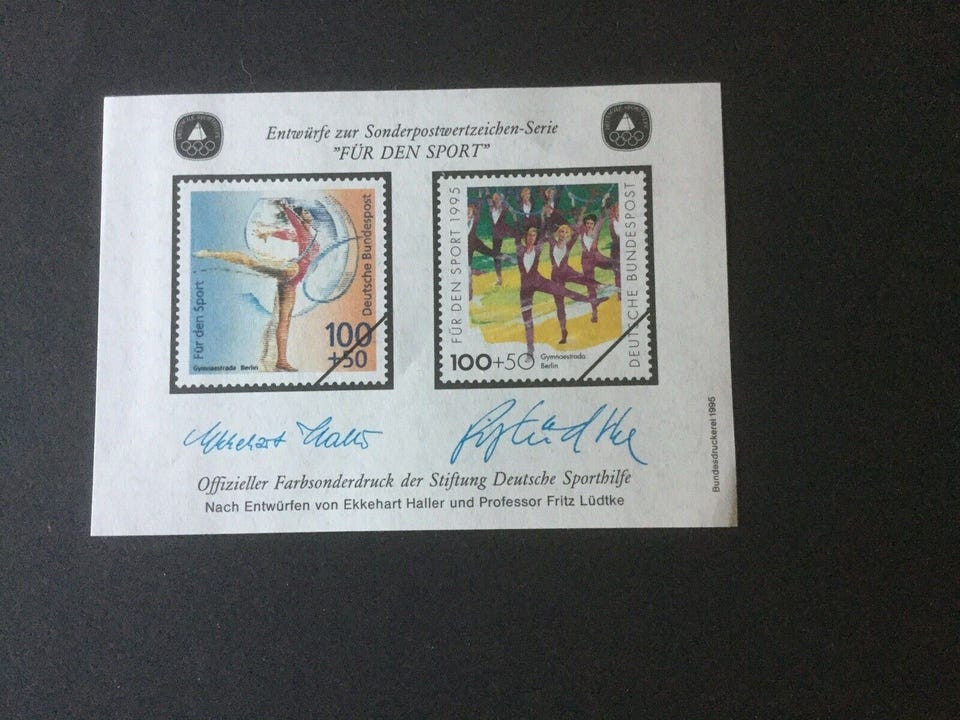 Entwürfe zur Sonderpostwertzeichen-Serie
"FÜR DEN SPORT"
Für den Sport
Deutsche Bundespost
100
+50
Gymnaestrada Berlin
FÜR DEN SPORT 1995
DEUTSCHE BUNDESPOST
100+50
Gymnaestrada
Berlin
Ekkehart Haller
Offizieller Farbsonderdruck der Stiftung Deutsche Sporthilfe
Nach Entwürfen von Ekkehart Haller und Professor Fritz Lüdtke
Bundesdruckerei 1995